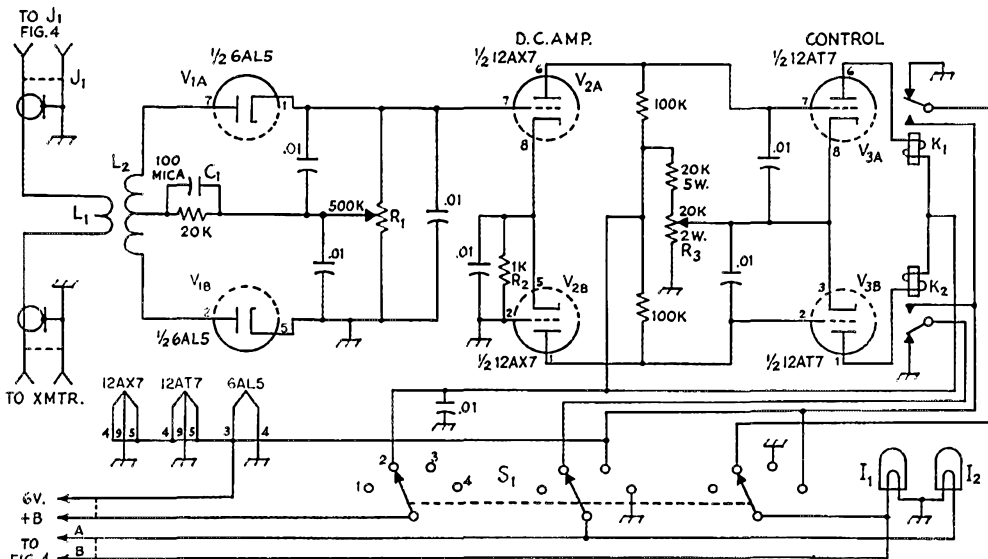 TO J1
FIG.4
J1
L1
L2
100
MICA
C1
20K
V1A
½ 6AL5
7
1
.01
.01
500K
R1
.01
V1B
2
5
½ 6AL5
D.C. AMP.
½ 12AX7
6
V2A
7
8
.01
1K
R2
5
V2B
2
1
½ 12AX7
100K
20K
5W.
20K
2W.
R3
100K
CONTROL
½ 12AT7
6
7
8
V3A
.01
.01
K1
3
V3B
2
1
K2
½ 12AT7
TO XMTR.
12AX7
12AT7
6AL5
4 9 5
4 9 5
3
4
.01
2
3
1
4
S1
I1
I2
6V.
+B
A
TO
B
FIG.4